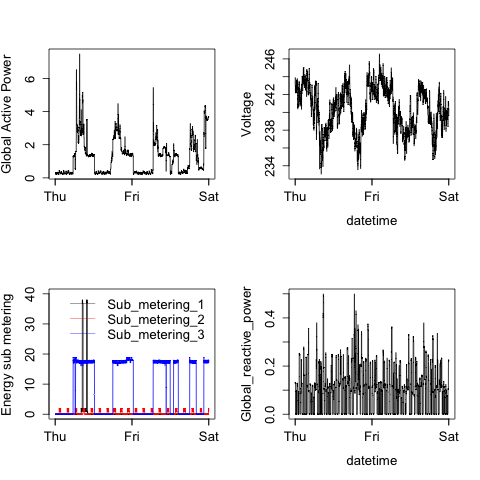 Global Active Power
0 2 4 6
Thu Fri Sat
Voltage
234 238 242 246
Thu Fri Sat
datetime
Energy sub metering
0 10 20 30 40
Sub_metering_1
Sub_metering_2
Sub_metering_3
Thu Fri Sat
Global_reactive_power
0.0 0.2 0.4
Thu Fri Sat
datetime